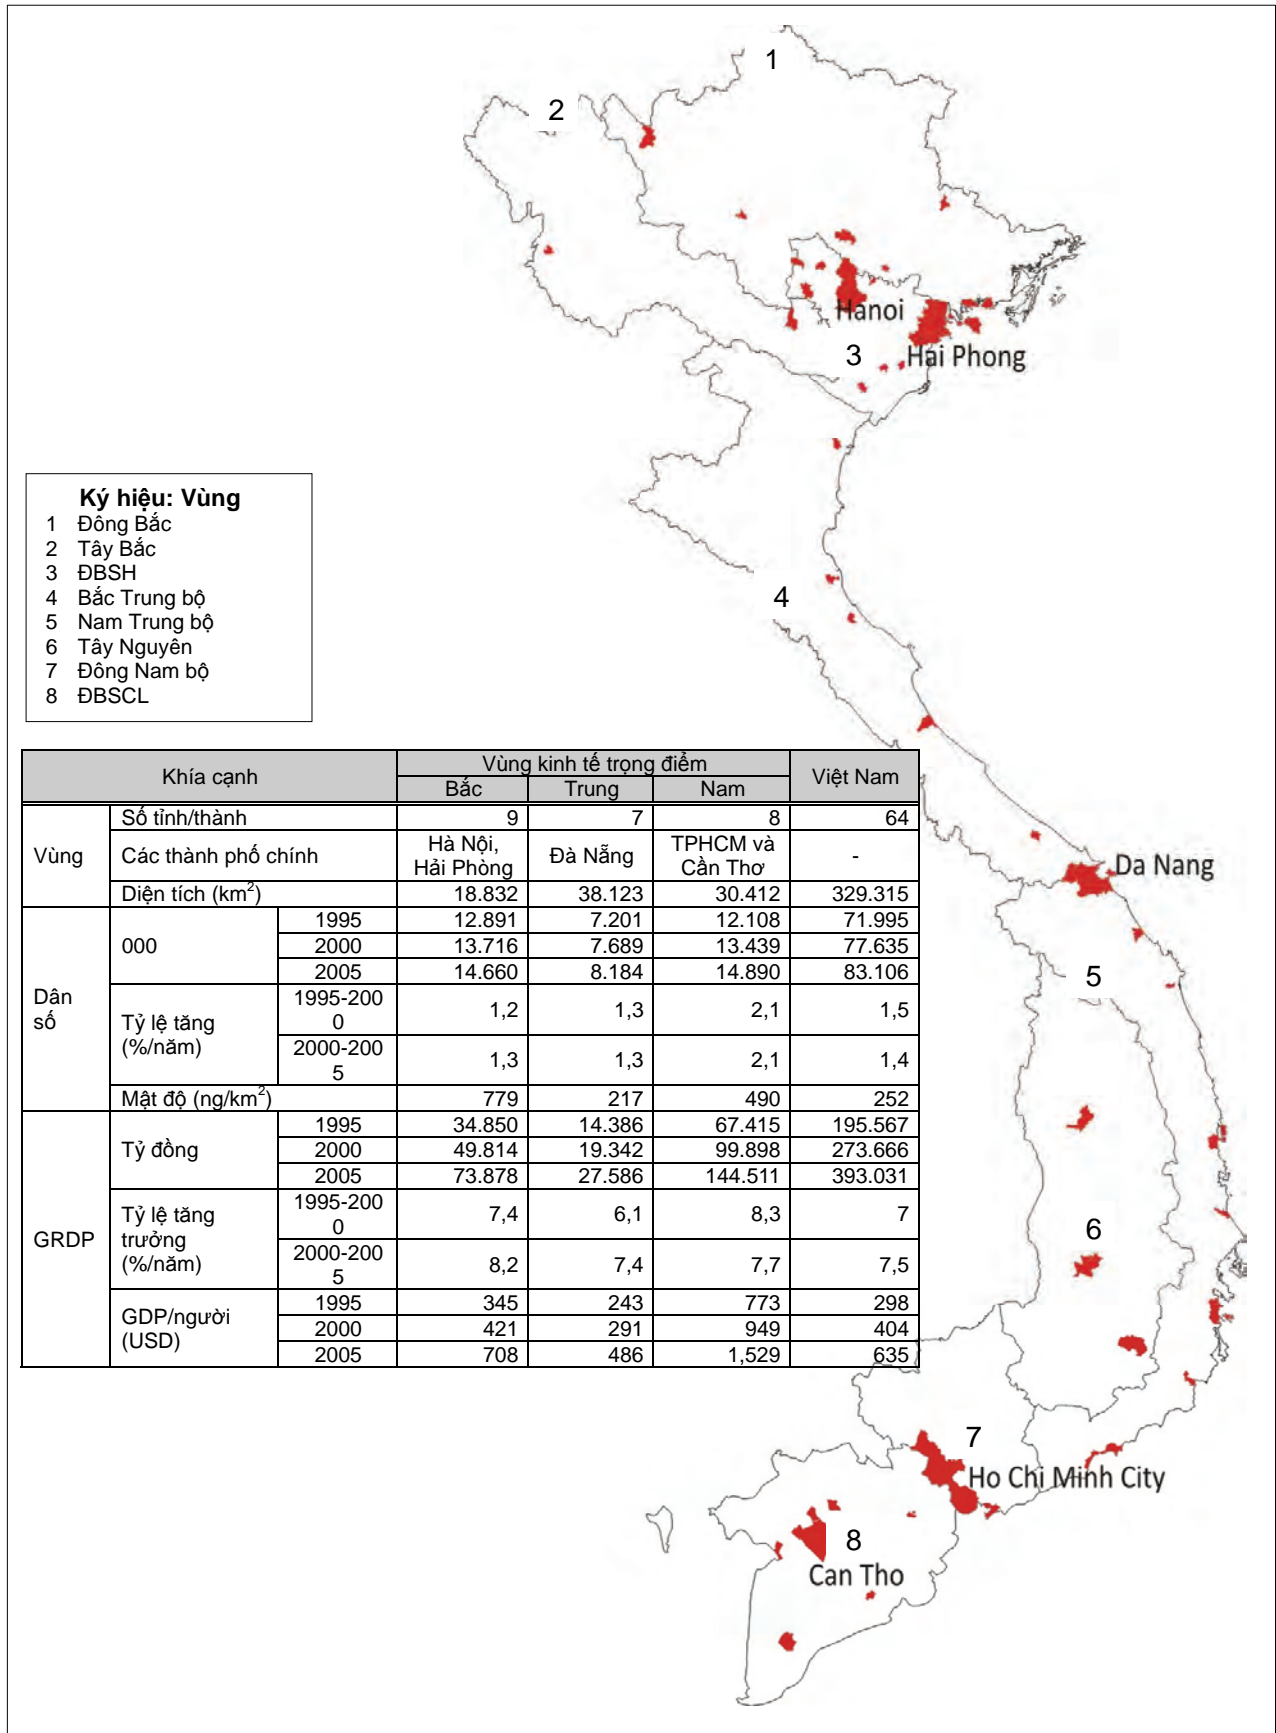 1
2
Hanoi
3
Hai Phong
Ký hiệu: Vùng
1 Đông Bắc
2 Tây Bắc
3 ĐBSH
4 Bắc Trung bộ
5 Nam Trung bộ
6 Tây Nguyên
7 Đông Nam bộ
8 ĐBSCL
4
Khía cạnh Vùng kinh tế trọng điểm Việt Nam
Bắc Trung Nam
Vùng Số tỉnh/thành 9 7 8 64
Các thành phố chính Hà Nội, Hải Phòng Đà Nẵng TPHCM và Cần Thơ -
Diện tích (km2) 18.832 38.123 30.412 329.315
Dân số 000 1995 12.891 7.201 12.108 71.995
2000 13.716 7.689 13.439 77.635
2005 14.660 8.184 14.890 83.106
Tỷ lệ tăng (%/năm) 1995-2000 1,2 1,3 2,1 1,5
2000-2005 1,3 1,3 2,1 1,4
Mật độ (ng/km2) 779 217 490 252
GRDP Tỷ đồng 1995 34.850 14.386 67.415 195.567
2000 49.814 19.342 99.898 273.666
2005 73.878 27.586 144.511 393.031
Tỷ lệ tăng trưởng (%/năm) 1995-2000 7,4 6,1 8,3 7
2000-2005 8,2 7,4 7,7 7,5
GDP/người (USD) 1995 345 243 773 298
2000 421 291 949 404
2005 708 486 1,529 635
Da Nang
5
6
7
Ho Chi Minh City
8
Can Tho